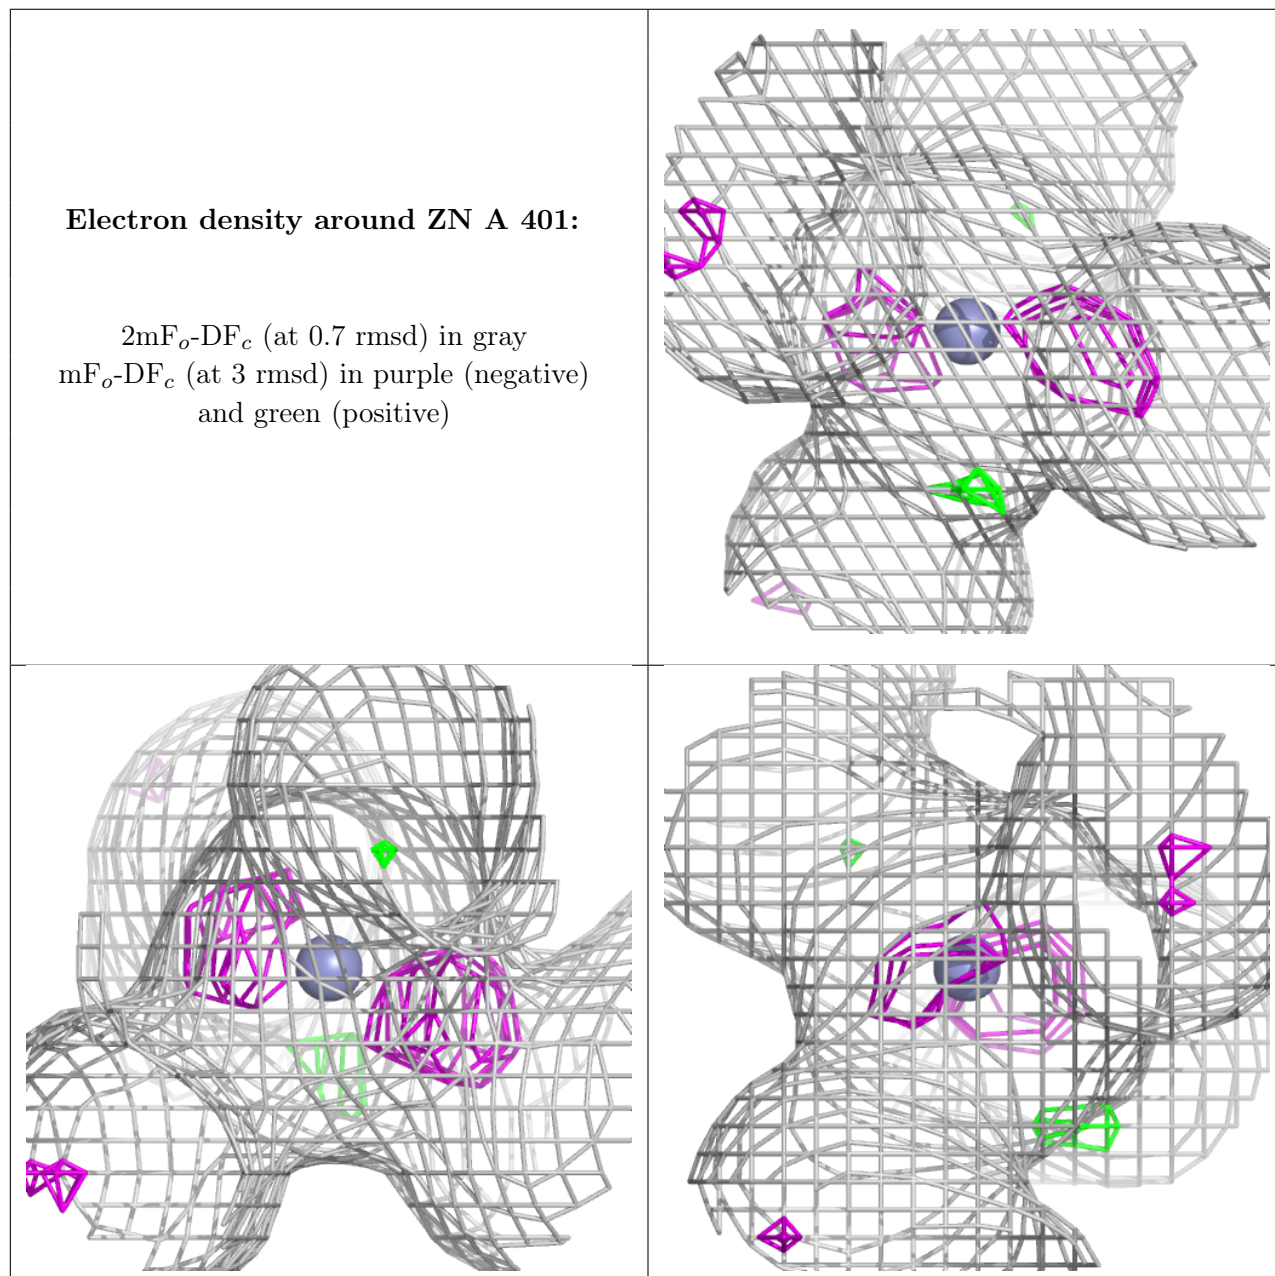 Electron density around ZN A 401:
2mFo-DFc (at 0.7 rmsd) in gray
mFo-DFc (at 3 rmsd) in purple (negative)
and green (positive)